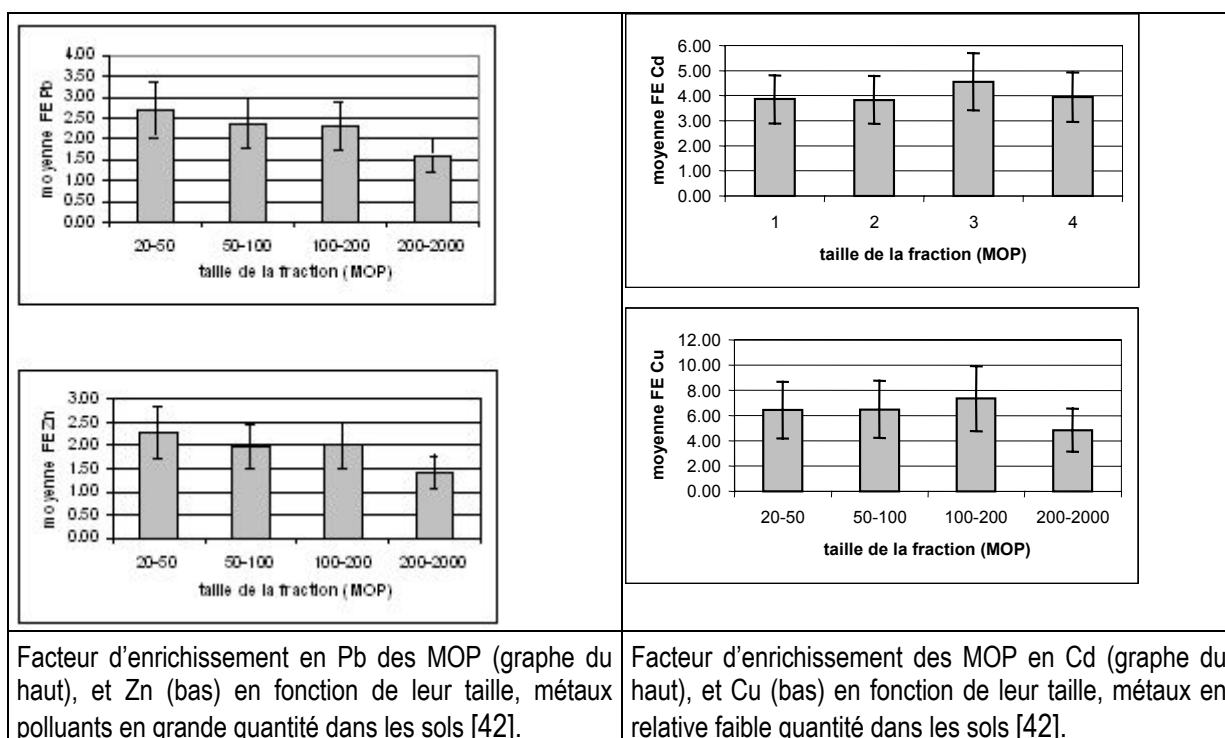 4.00
3.50
3.00
2.50
2.00
1.50
1.00
0.50
0.00
moyenne FE Pb
20-50 50-100 100-200 200-2000
taille de la fraction (MOP)
3.00
2.50
2.00
1.50
1.00
0.50
0.00
moyenne FE Zn
20-50 50-100 100-200 200-2000
taille de la fraction (MOP)
6.00
5.00
4.00
3.00
2.00
1.00
0.00
moyenne FE Cd
1 2 3 4
taille de la fraction (MOP)
12.00
10.00
8.00
6.00
4.00
2.00
0.00
moyenne FE Cu
20-50 50-100 100-200 200-2000
taille de la fraction (MOP)
Facteur d'enrichissement en Pb des MOP (graphe du
haut), et Zn (bas) en fonction de leur taille, métaux
polluants en grande quantité dans les sols [42].
Facteur d'enrichissement des MOP en Cd (graphe du
haut), et Cu (bas) en fonction de leur taille, métaux en
relative faible quantité dans les sols [42].